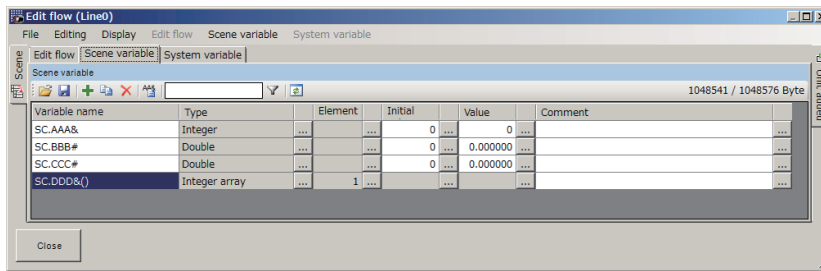 Edit flow (Line0)
File Editing Display Edit flow Scene variable System variable
Scene
Edit flow Scene variable System variable
Scene variable
1048541 / 1048576 Byte
Variable name Type Element Initial Value Comment
SC.AAA& Integer ... ... 0 ... 0 ... ...
SC.BBB# Double ... ... 0 ... 0.000000 ... ...
SC.CCC# Double ... ... 0 ... 0.000000 ... ...
SC.DDD&() Integer array ... 1 ... ... ... ...
Close